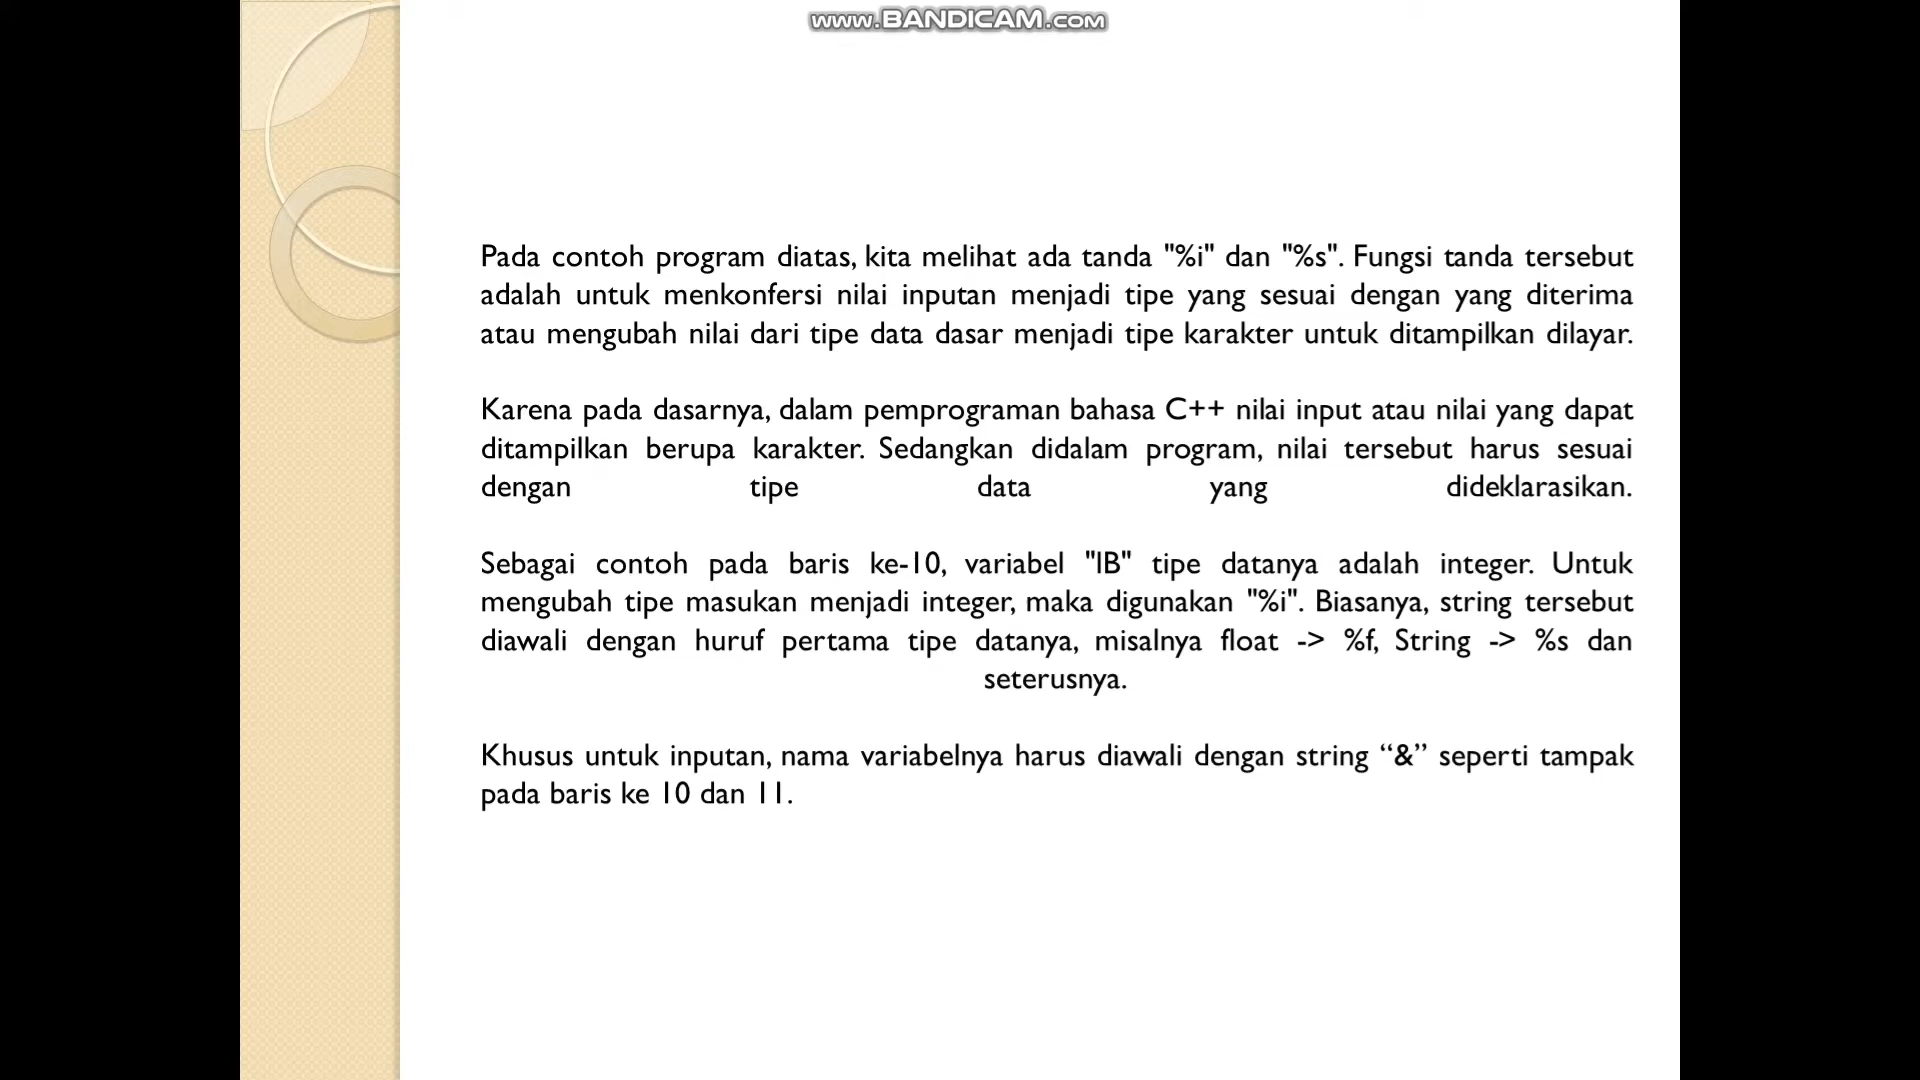 www.BANDICAM.com
Pada contoh program diatas, kita melihat ada tanda "%i" dan "%s". Fungsi tanda tersebut
adalah untuk menkonfersi nilai inputan menjadi tipe yang sesuai dengan yang diterima
atau mengubah nilai dari tipe data dasar menjadi tipe karakter untuk ditampilkan dilayar.
Karena pada dasarnya, dalam pemprograman bahasa C++ nilai input atau nilai yang dapat
ditampilkan berupa karakter. Sedangkan didalam program, nilai tersebut harus sesuai
dengan tipe data yang dideklarasikan.
Sebagai contoh pada baris ke-10, variabel "IB" tipe datanya adalah integer. Untuk
mengubah tipe masukan menjadi integer, maka digunakan "%i". Biasanya, string tersebut
diawali dengan huruf pertama tipe datanya, misalnya float -> %f, String -> %s dan
seterusnya.
Khusus untuk inputan, nama variabelnya harus diawali dengan string “&” seperti tampak
pada baris ke 10 dan 11.